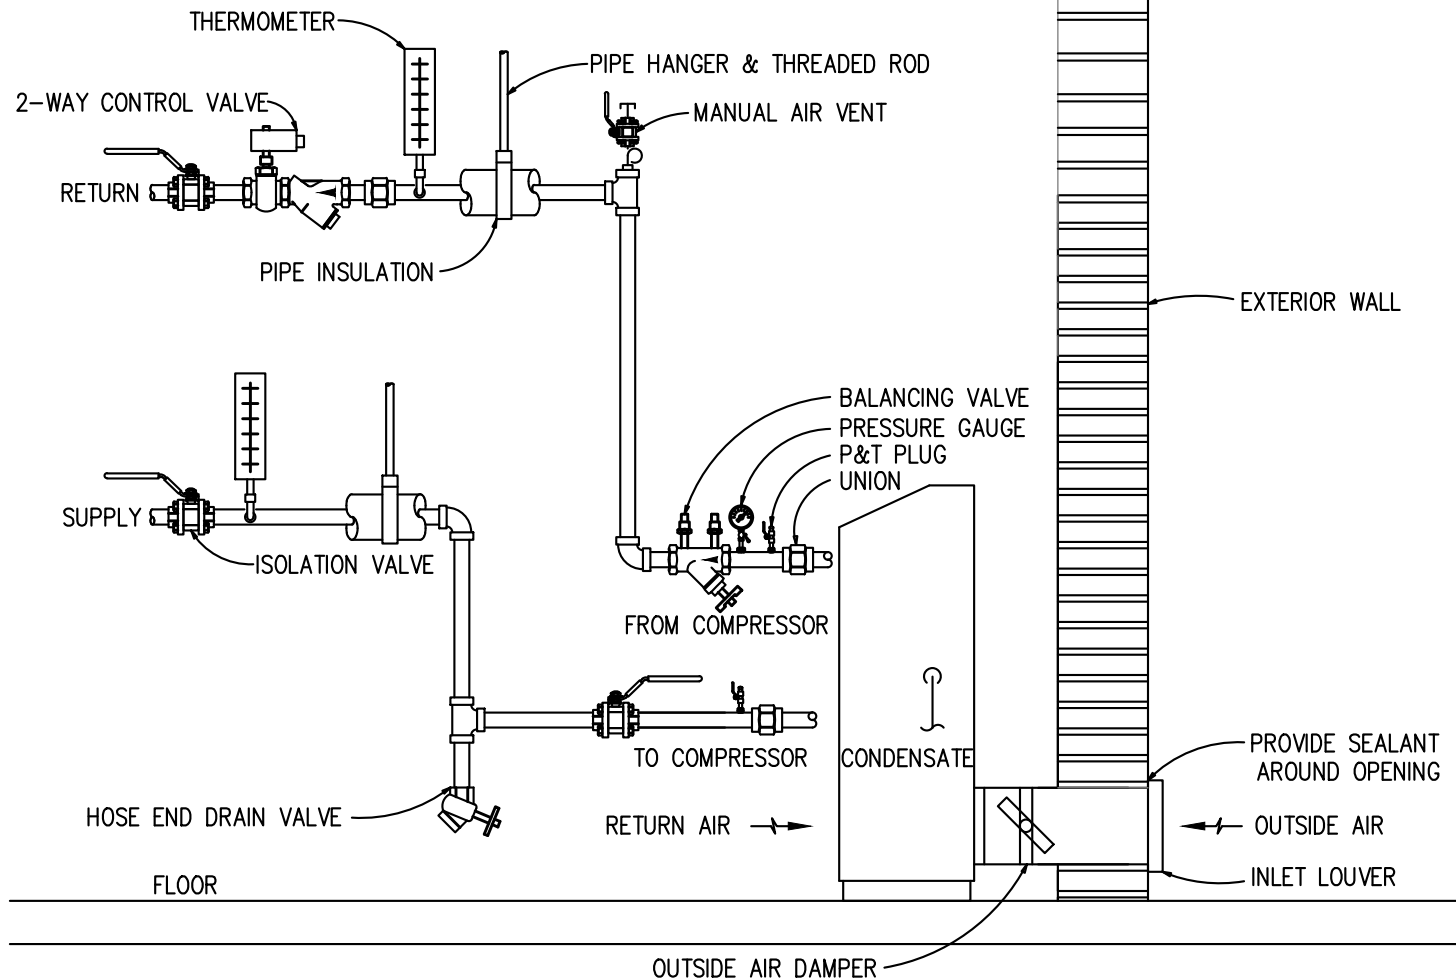 THERMOMETER
PIPE HANGER & THREADED ROD
2-WAY CONTROL VALVE
MANUAL AIR VENT
RETURN
PIPE INSULATION
EXTERIOR WALL
BALANCING VALVE
PRESSURE GAUGE
P&T PLUG
UNION
SUPPLY
ISOLATION VALVE
FROM COMPRESSOR
TO COMPRESSOR
CONDENSATE
PROVIDE SEALANT
AROUND OPENING
HOSE END DRAIN VALVE
RETURN AIR
OUTSIDE AIR
FLOOR
INLET LOUVER
OUTSIDE AIR DAMPER